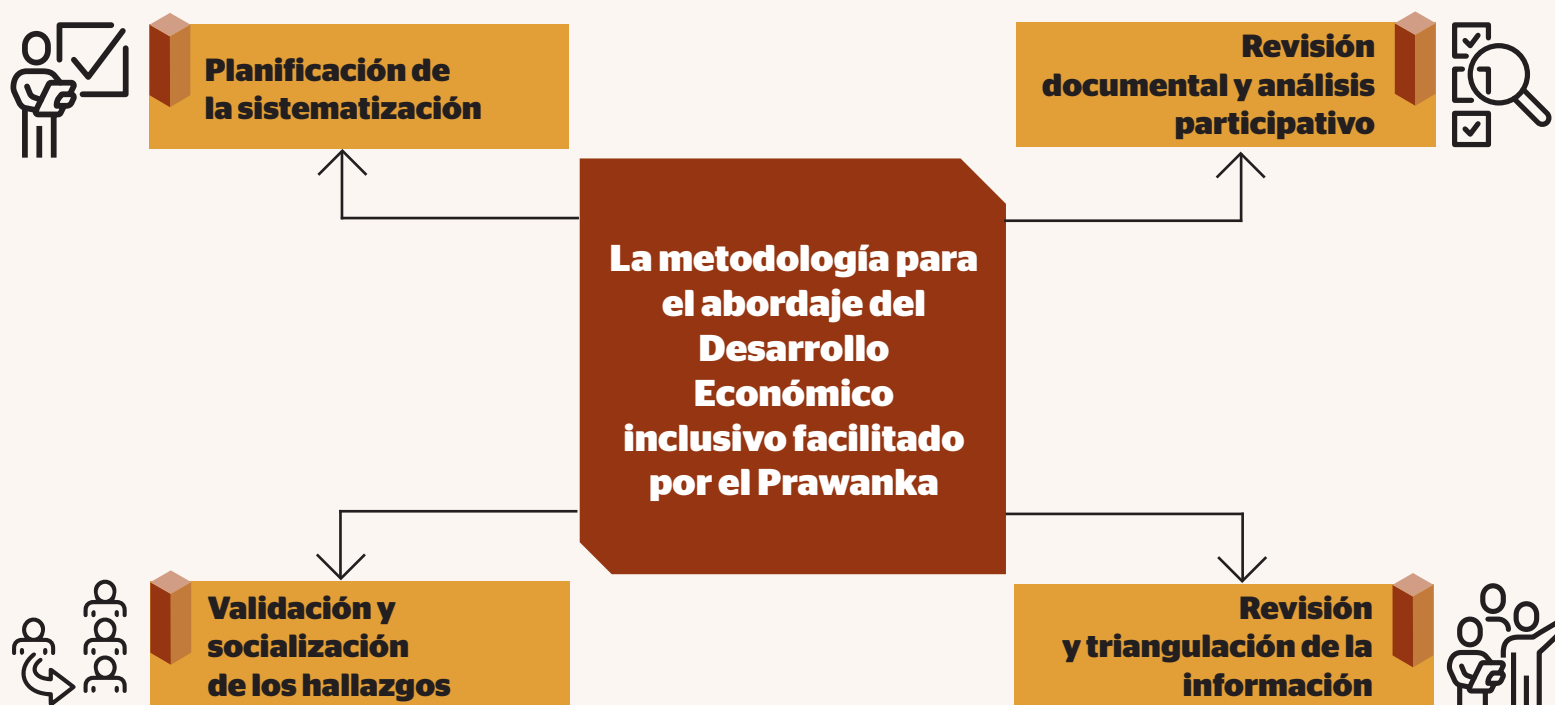 Planificación de
la sistematización
Revisión
documental y análisis
participativo
La metodología para
el abordaje del
Desarrollo
Económico
inclusivo facilitado
por el Prawanka
Validación y
socialización
de los hallazgos
Revisión
y triangulación de la
información